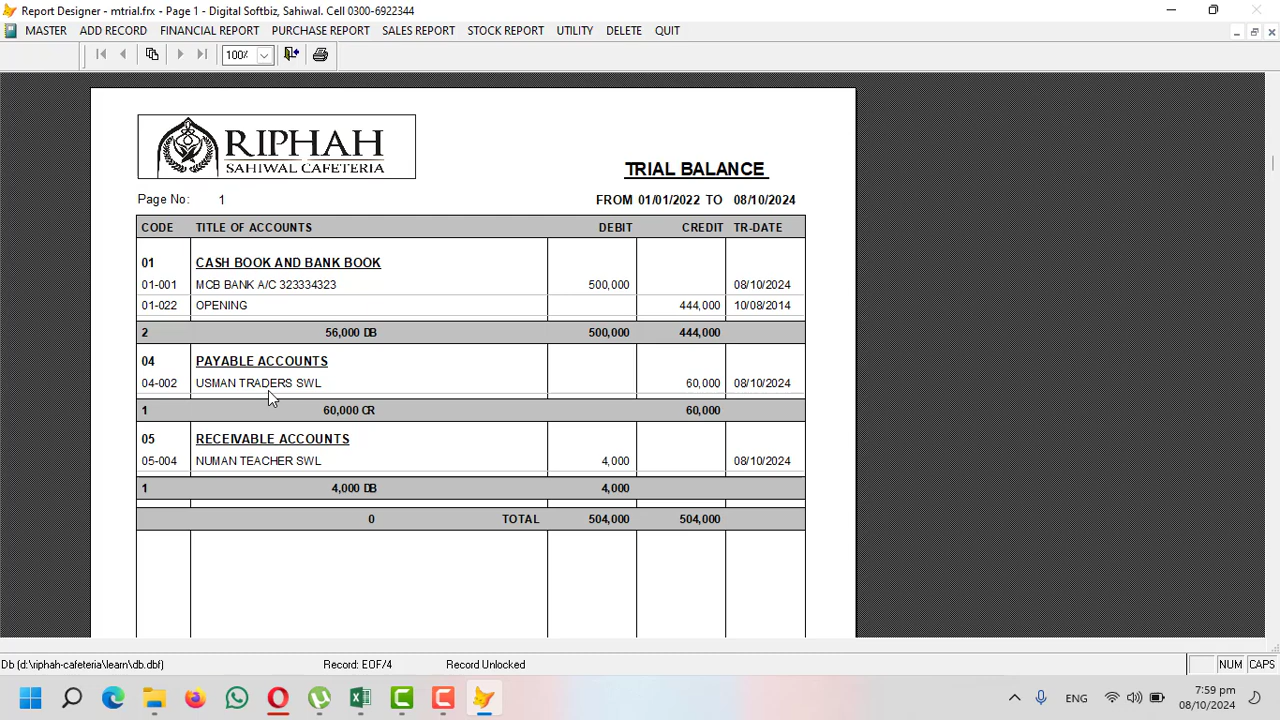 Report Designer - mtrial.frx - Page 1 - Digital Softbiz, Sahiwal. Cell 0300-6922344
MASTER ADD RECORD FINANCIAL REPORT PURCHASE REPORT SALES REPORT STOCK REPORT UTILITY DELETE QUIT
100%
RIPHAH
SAHIWAL CAFETERIA
TRIAL BALANCE
Page No: 1 FROM 01/01/2022 TO 08/10/2024
CODE TITLE OF ACCOUNTS DEBIT CREDIT TR-DATE
01 CASH BOOK AND BANK BOOK
01-001 MCB BANK A/C 323334323 500,000 08/10/2024
01-022 OPENING 444,000 10/08/2014
2 56,000 DB 500,000 444,000
04 PAYABLE ACCOUNTS
04-002 USMAN TRADERS SWL 60,000 08/10/2024
1 60,000 CR 60,000
05 RECEIVABLE ACCOUNTS
05-004 NUMAN TEACHER SWL 4,000 08/10/2024
1 4,000 DB 4,000
0 TOTAL 504,000 504,000
Db (d:\riphah-cafeteria\learn\db.dbf) Record: EOF/4 Record Unlocked NUM CAPS
ENG 7:59 pm
08/10/2024